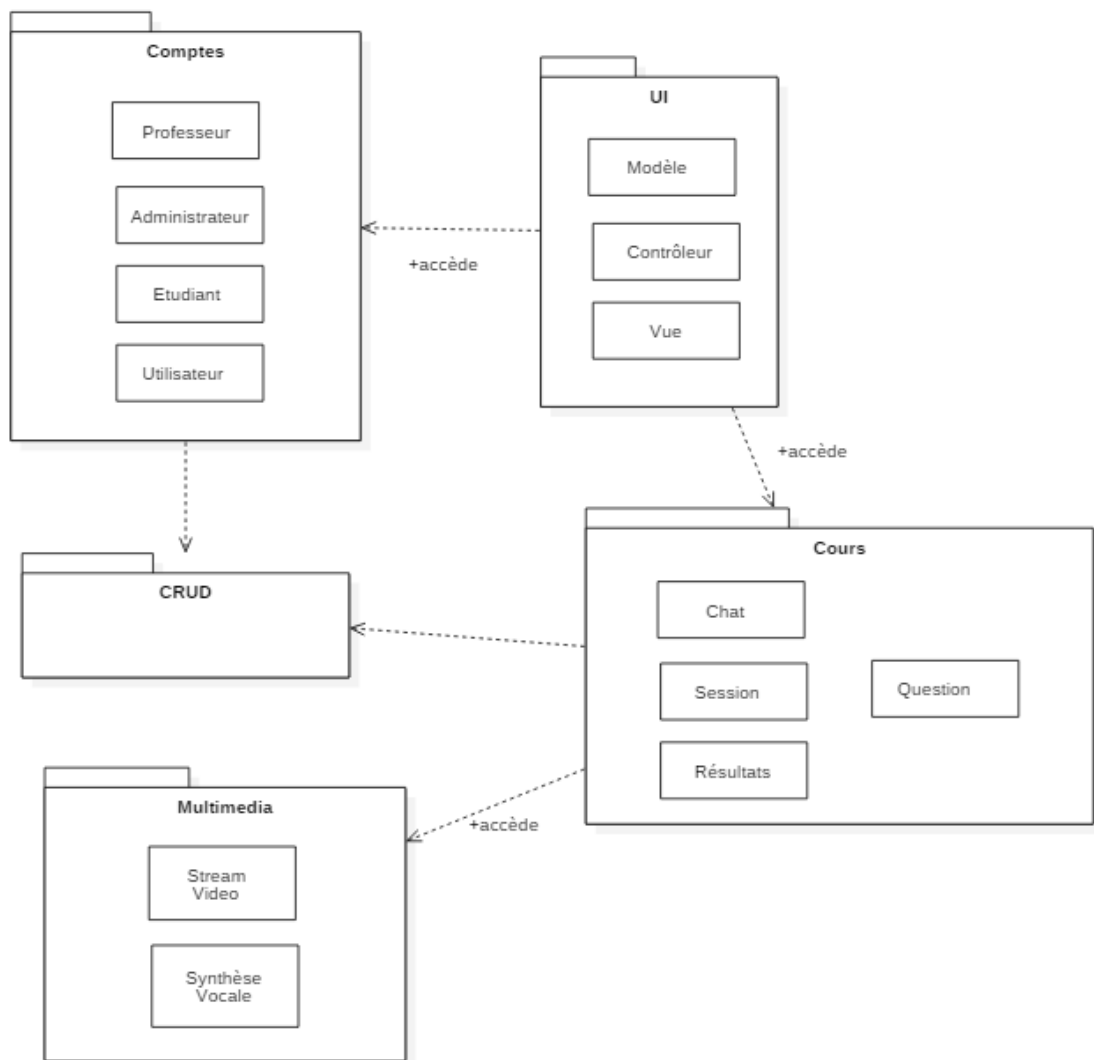 Comptes
Professeur
Administrateur
Etudiant
Utilisateur
UI
Modèle
Contrôleur
Vue
+accède
+accède
CRUD
Cours
Chat
Session
Question
Résultats
+accède
Multimedia
Stream
Video
Synthèse
Vocale